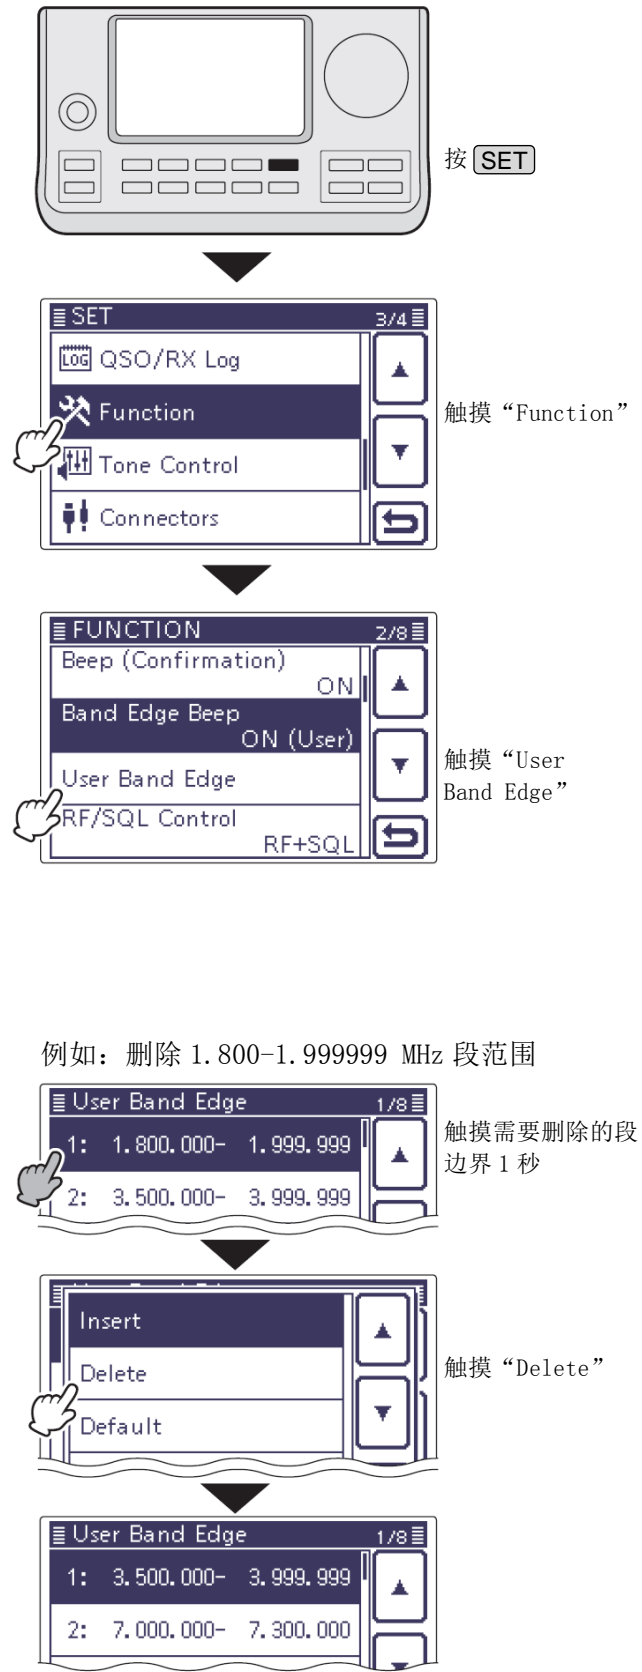 按 SET
SET 3/4
LOG QSO/RX Log
Function
Tone Control
Connectors
触摸“Function”
FUNCTION 2/8
Beep (Confirmation)
ON
Band Edge Beep
ON (User)
User Band Edge
RF/SQL Control
RF+SQL
触摸“User
Band Edge”
例如：删除 1.800-1.999999 MHz 段范围
User Band Edge 1/8
1: 1.800.000- 1.999.999
2: 3.500.000- 3.999.999
触摸需要删除的段
边界 1 秒
Insert
Delete
Default
触摸“Delete”
User Band Edge 1/8
1: 3.500.000- 3.999.999
2: 7.000.000- 7.300.000